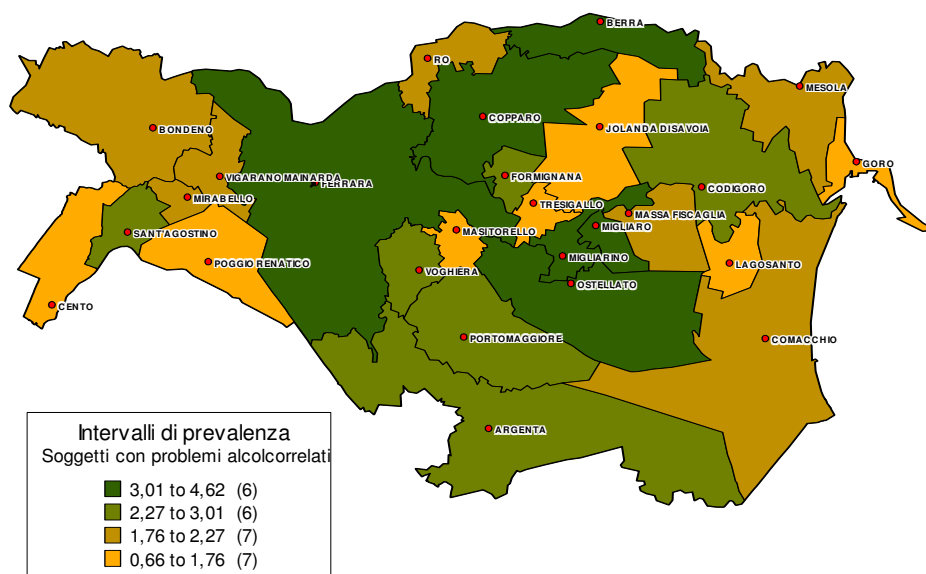 BERRA
RO
MESOLA
COPPARO
BONDENO
JOLANDA DI SAVOIA
GORO
VIGARANO MAINARDA
FERRARA
FORMIGNANA
CODIGORO
MIRABELLO
TRESIGALLO
MASSA FISCAGLIA
SANT'AGOSTINO
MASI TORELLO
MIGLIARO
POGGIO RENATICO
VOGHIERA
MIGLIARINO
LAGOSANTO
OSTELLATO
CENTO
PORTOMAGGIORE
COMACCHIO
ARGENTA
Intervalli di prevalenza
Soggetti con problemi alcolcorrelati
3,01 to 4,62 (6)
2,27 to 3,01 (6)
1,76 to 2,27 (7)
0,66 to 1,76 (7)